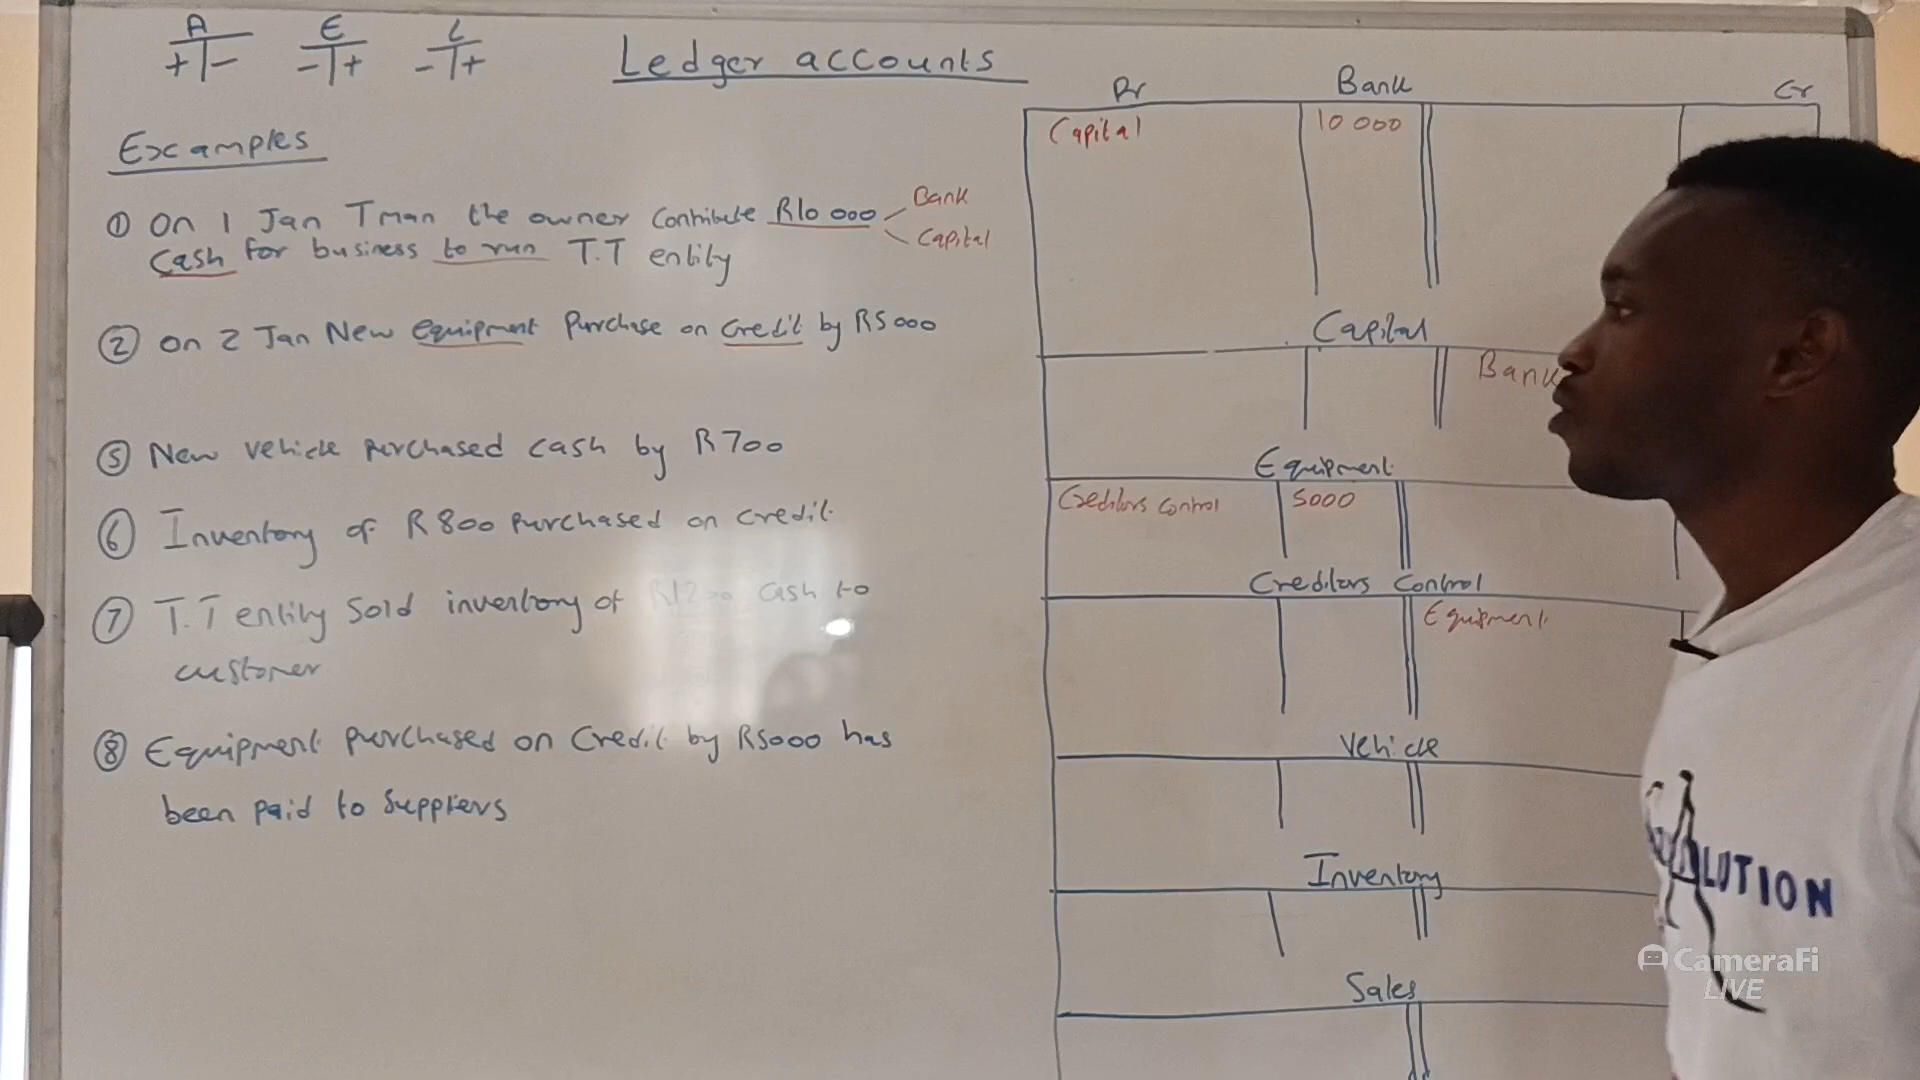 A E L
+ - - + - +
Ledger accounts
Examples
① On 1 Jan Tman the owner Contribute R10 000 Bank
Capital
Cash for business to run T.T entity
② On 2 Jan New equipment Purchase on Credit by R5000
⑤ New vehicle purchased cash by R700
⑥ Inventory of R800 purchased on credit
⑦ T.T entity Sold inventory of Cash to
customer
⑧ Equipment purchased on Credit by R5000 has
been paid to Suppliers
Dr Bank Cr
Capital 10 000
Capital
Bank
Equipment
Creditors Control 5000
Creditors Control
Equipment
Vehicle
Inventory
Sales
LUTION
CameraFi
LIVE